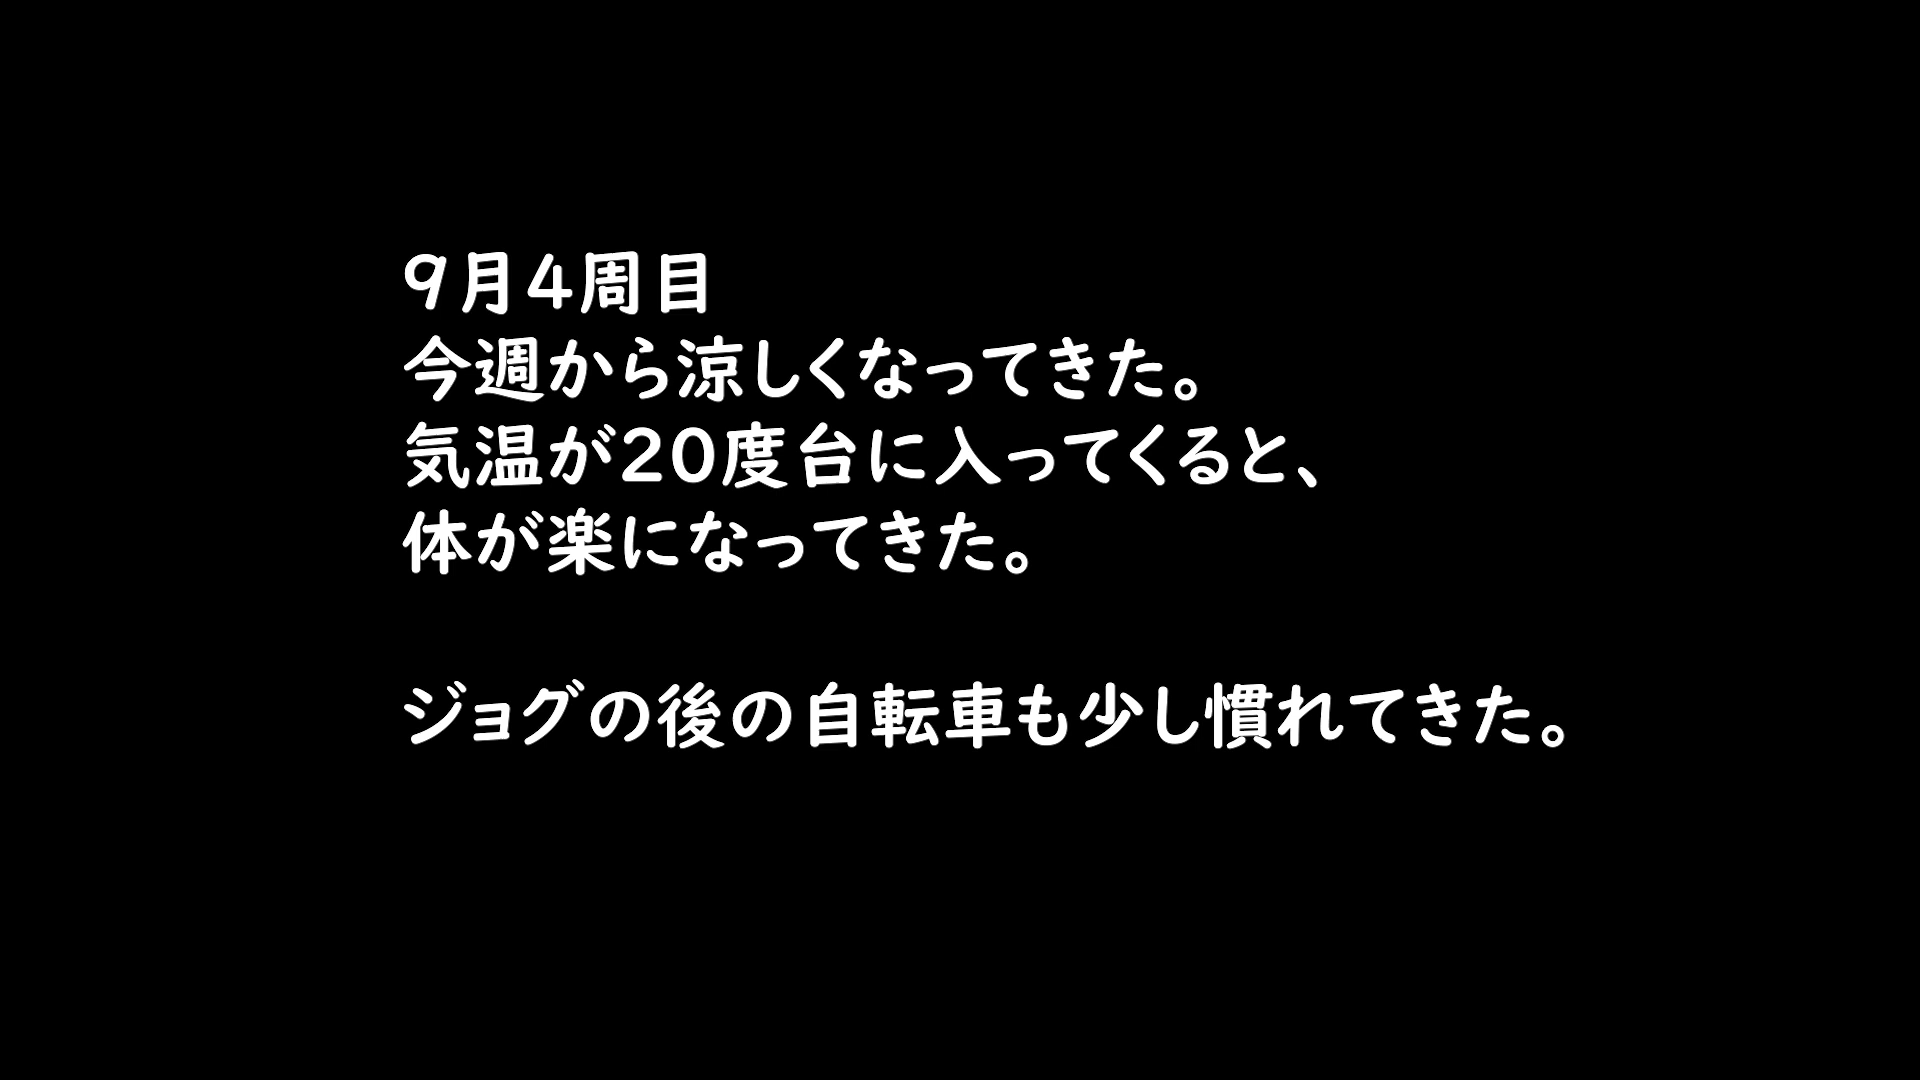 9月4周目
今週から涼しくなってきた。
気温が20度台に入ってくると、
体が楽になってきた。
ジョグの後の自転車も少し慣れてきた。